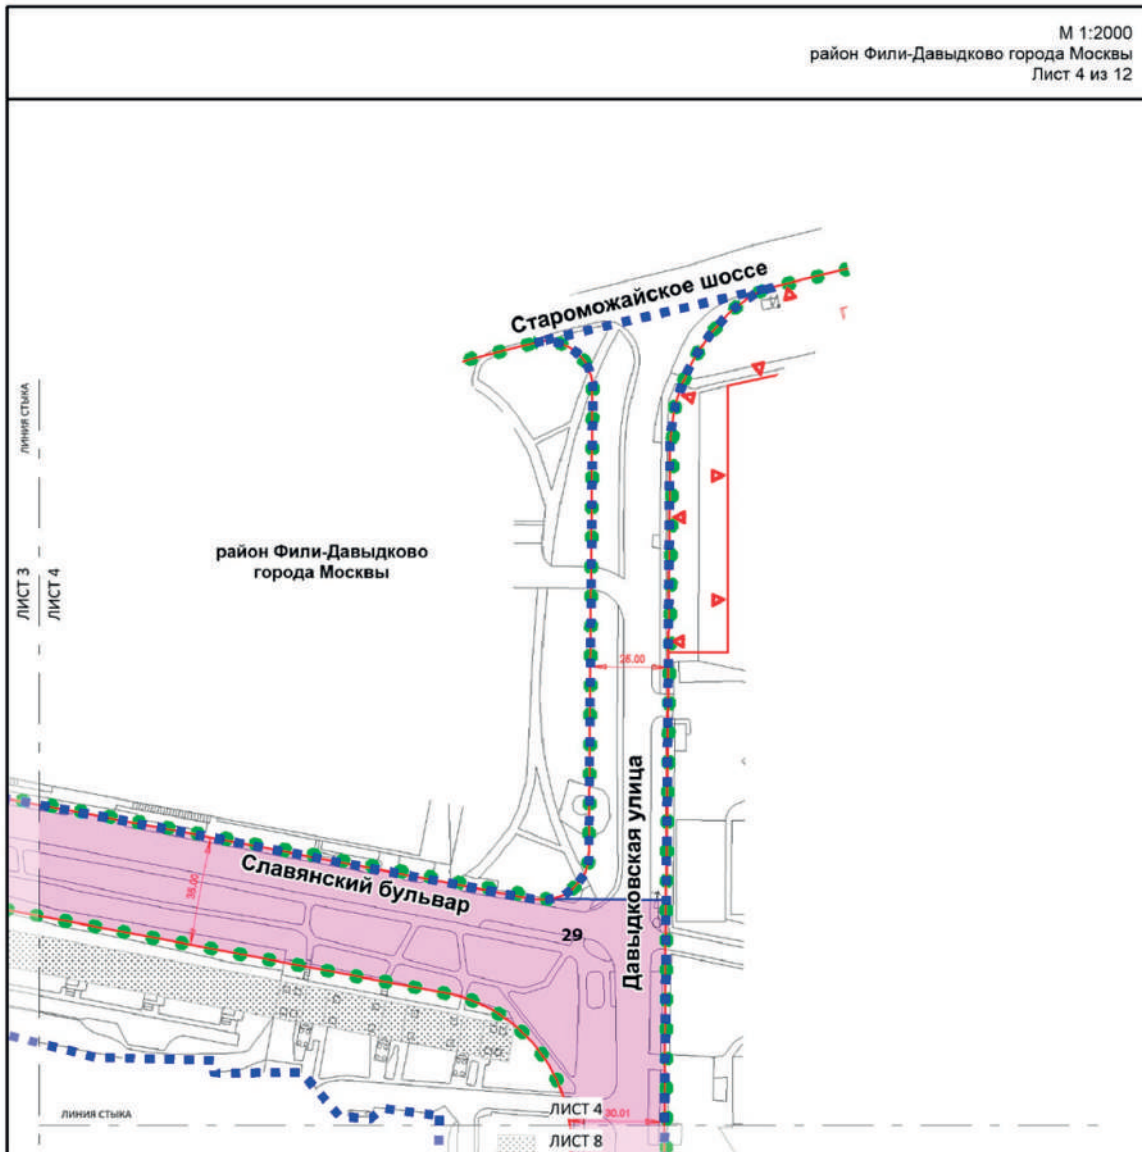 М 1:2000
район Фили-Давыдково города Москвы
Лист 4 из 12
Староможайское шоссе
ЛИНИЯ СТЫКА
район Фили-Давыдково
города Москвы
ЛИСТ 3
ЛИСТ 4
25.00
Давыдковская улица
Славянский бульвар
35.00
29
ЛИНИЯ СТЫКА
ЛИСТ 4
30.01
ЛИСТ 8